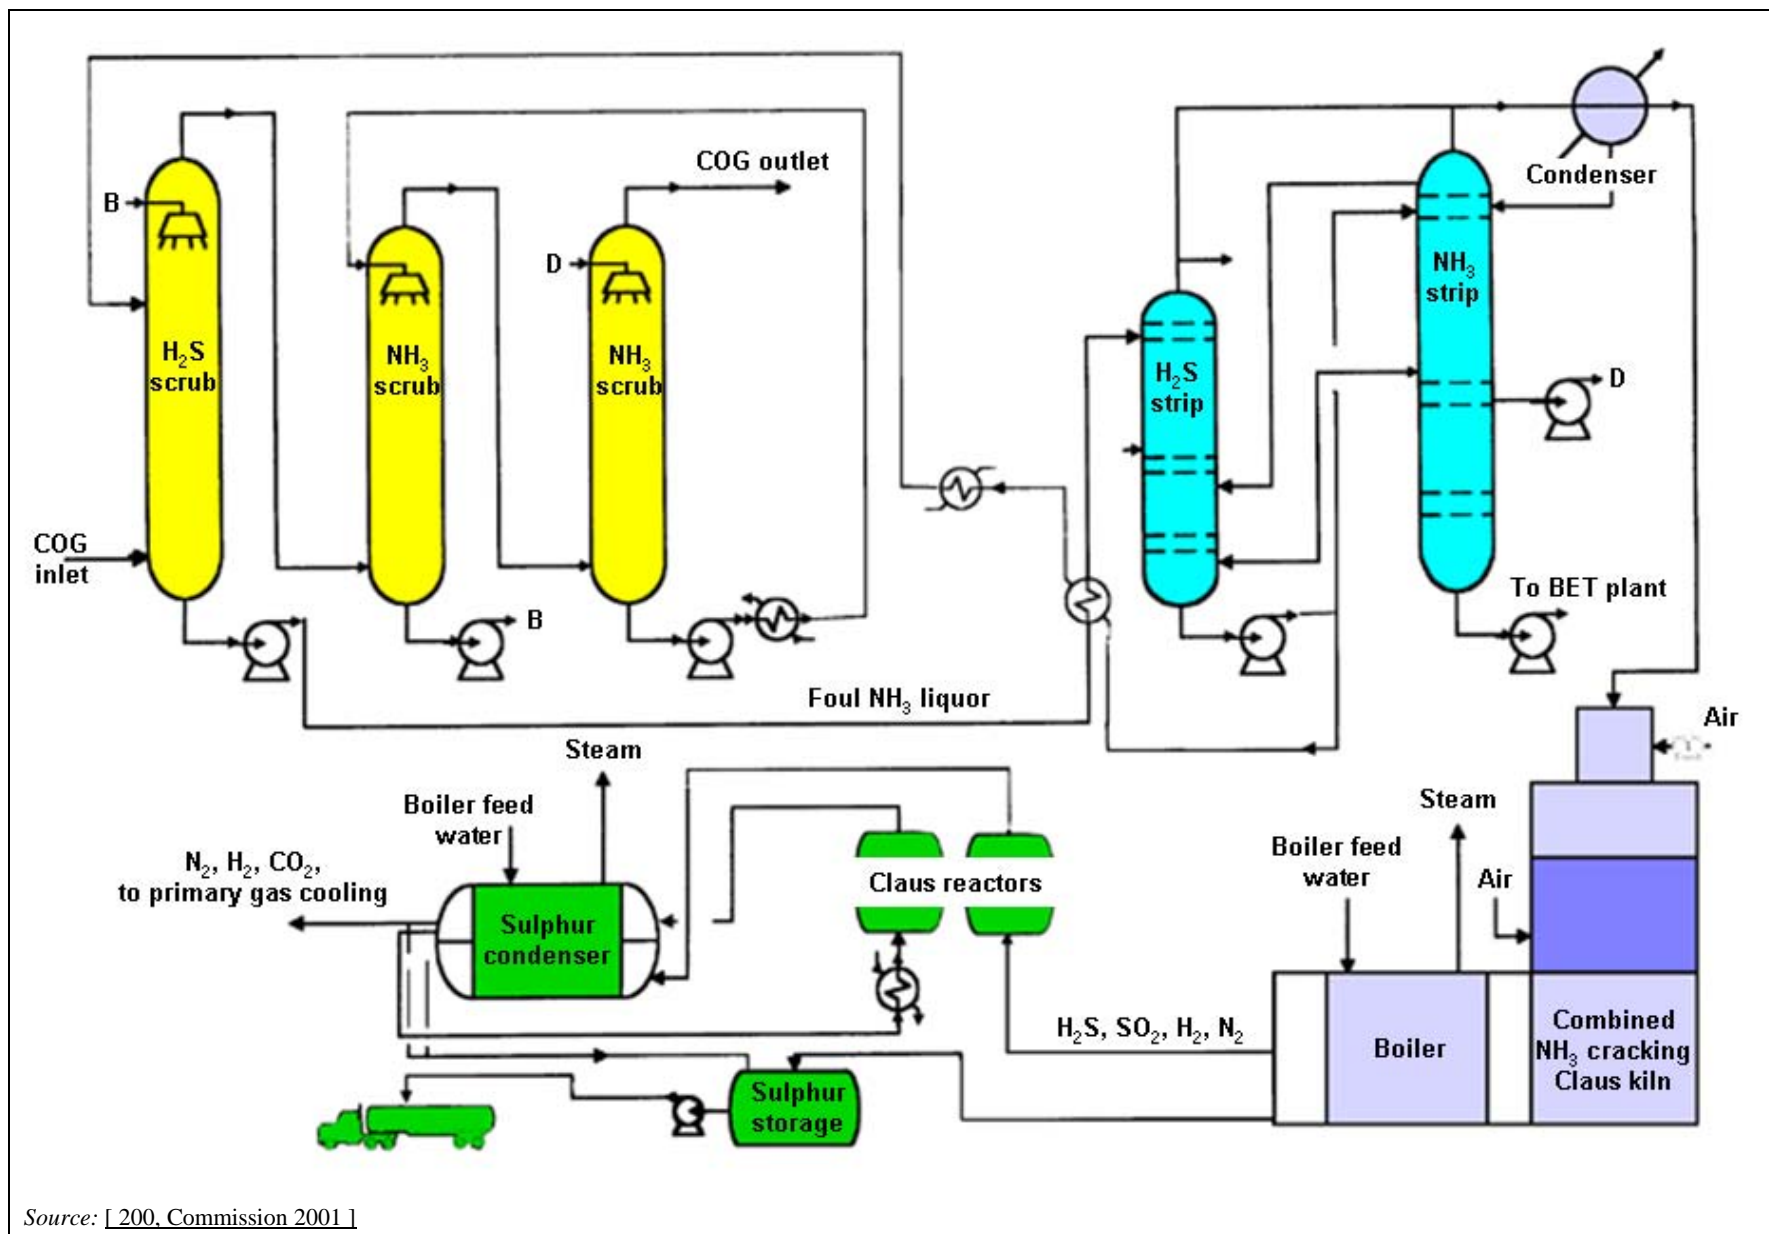 COG outlet
B
H₂S
scrub
NH₃
scrub
D
NH₃
scrub
COG
inlet
B
Foul NH₃ liquor
Condenser
NH₃
strip
H₂S
strip
D
To BET plant
Air
Steam
Boiler feed
water
N₂, H₂, CO₂,
to primary gas cooling
Sulphur
condenser
Claus reactors
Steam
Boiler feed
water
Air
H₂S, SO₂, H₂, N₂
Boiler
Combined
NH₃ cracking
Claus kiln
Sulphur
storage
Source: [ 200, Commission 2001 ]